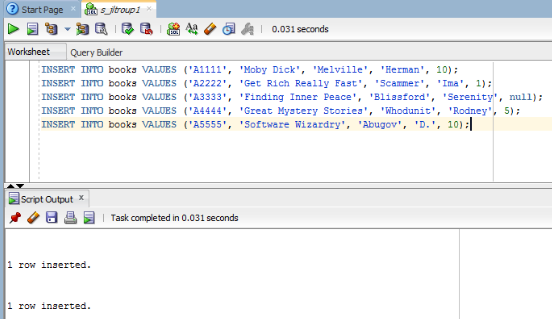 Start Page
s_jltroup1
0.031 seconds
Worksheet Query Builder
INSERT INTO books VALUES ('A1111', 'Moby Dick', 'Melville', 'Herman', 10);
INSERT INTO books VALUES ('A2222', 'Get Rich Really Fast', 'Scammer', 'Ima', 1);
INSERT INTO books VALUES ('A3333', 'Finding Inner Peace', 'Blissford', 'Serenity', null);
INSERT INTO books VALUES ('A4444', 'Great Mystery Stories', 'Whodunit', 'Rodney', 5);
INSERT INTO books VALUES ('A5555', 'Software Wizardry', 'Abugov', 'D.', 10);
Script Output
Task completed in 0.031 seconds
1 row inserted.
1 row inserted.